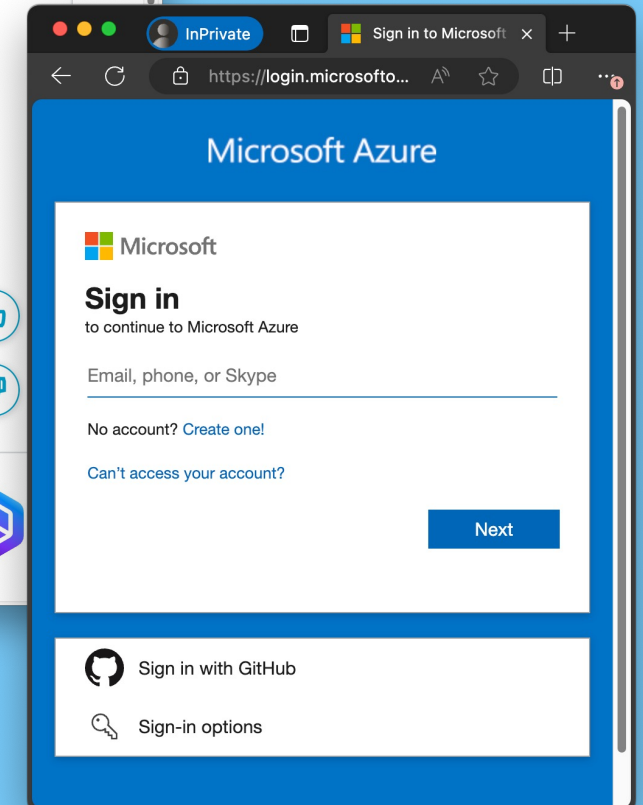 InPrivate
Sign in to Microsoft
https://login.microsofto...
Microsoft Azure
Microsoft
Sign in
to continue to Microsoft Azure
Email, phone, or Skype
No account? Create one!
Can't access your account?
Next
Sign in with GitHub
Sign-in options